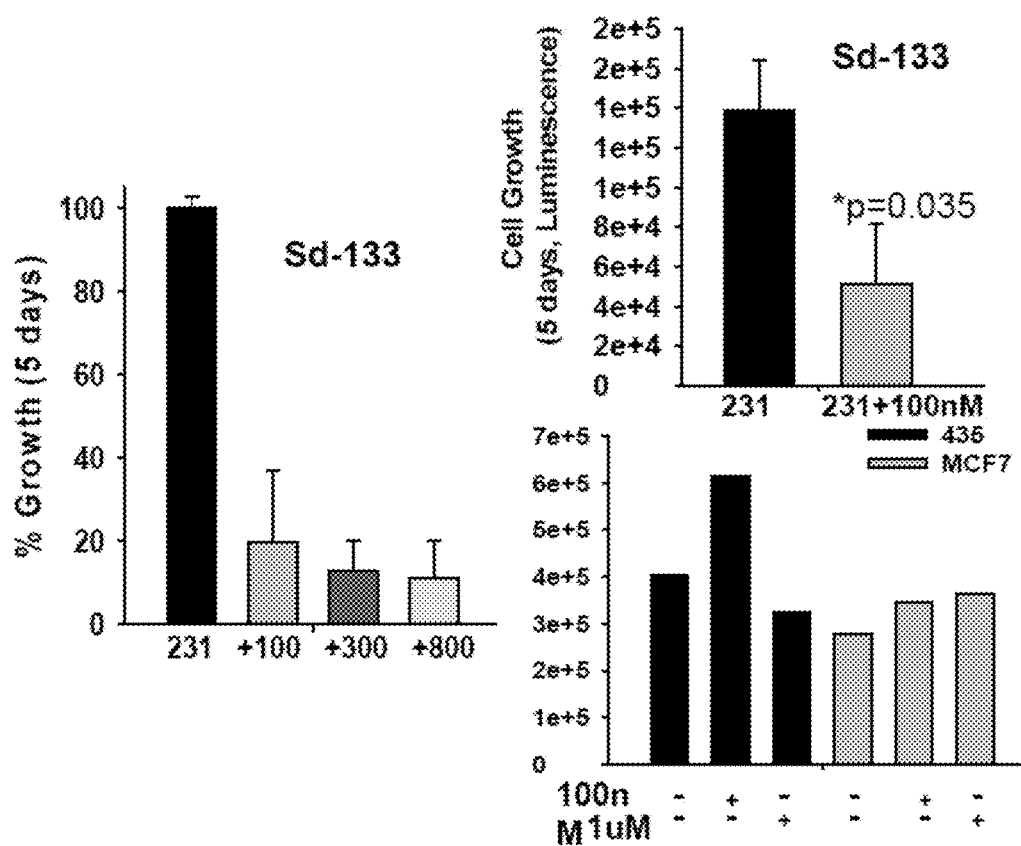 % Growth (5 days)
100
80
60
40
20
0
Sd-133
231 +100 +300 +800
Cell Growth
(5 days, Luminescence)
2e+5
2e+5
1e+5
1e+5
1e+5
8e+4
6e+4
4e+4
2e+4
0
Sd-133
*p=0.035
231 231+100nM
435
MCF7
7e+5
6e+5
5e+5
4e+5
3e+5
2e+5
1e+5
0
100n - + - - + -
M 1uM - - + - - +